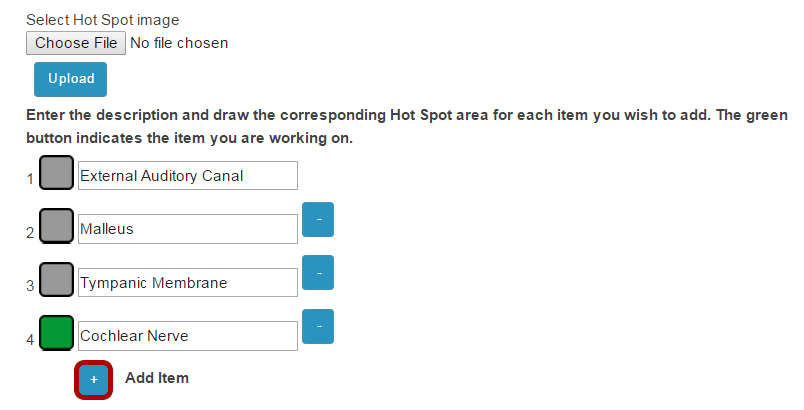 Select Hot Spot image
Choose File No file chosen
Upload
Enter the description and draw the corresponding Hot Spot area for each item you wish to add. The green
button indicates the item you are working on.
1 External Auditory Canal
2 Malleus -
3 Tympanic Membrane -
4 Cochlear Nerve -
+ Add Item